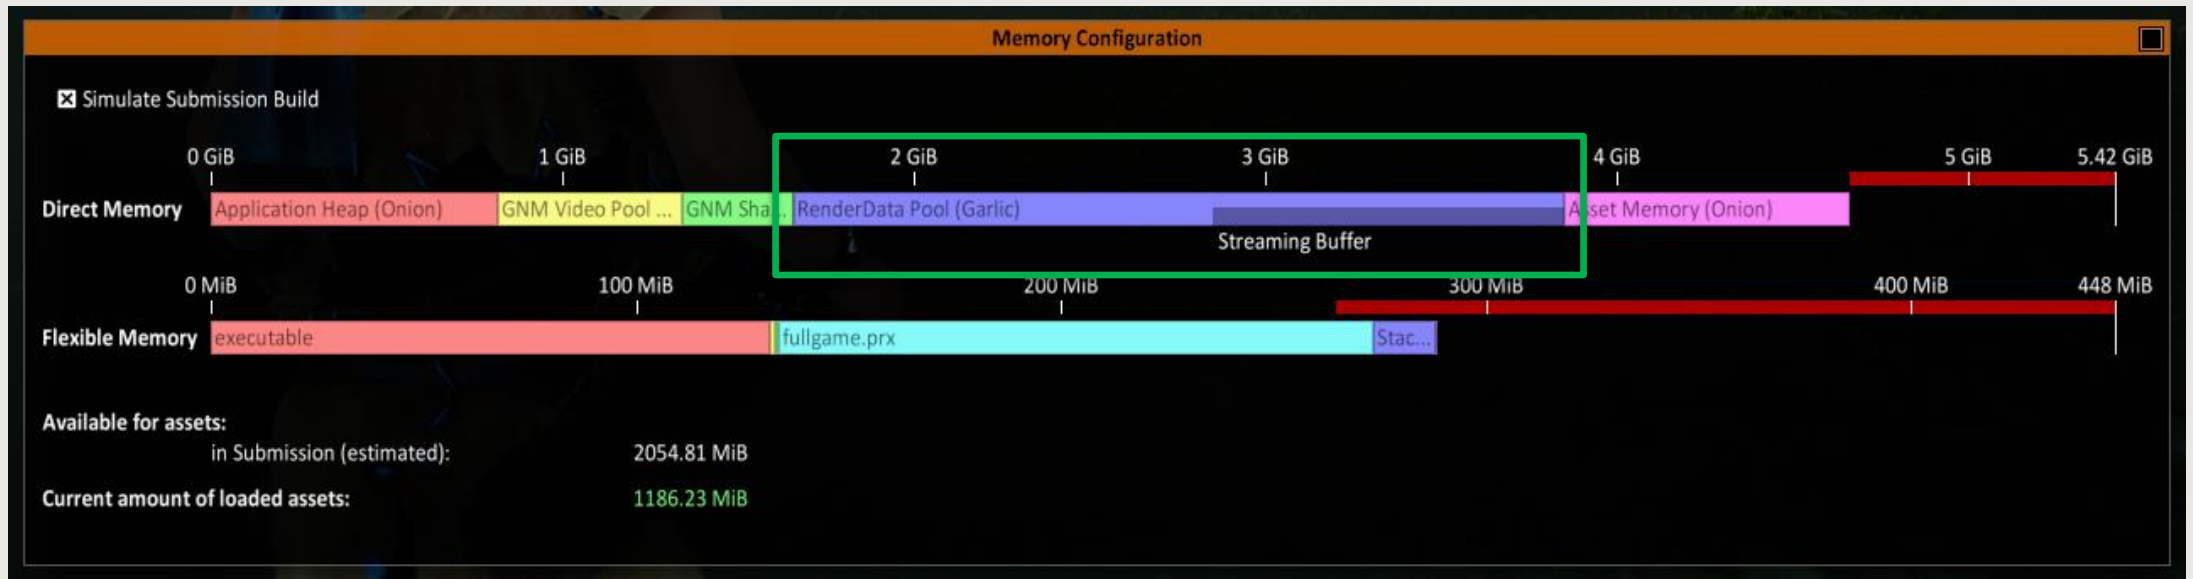 Memory Configuration
Simulate Submission Build
0 GiB 1 GiB 2 GiB 3 GiB 4 GiB 5 GiB 5.42 GiB
Direct Memory Application Heap (Onion) GNM Video Pool ... GNM Sha... RenderData Pool (Garlic) Asset Memory (Onion)
Streaming Buffer
0 MiB 100 MiB 200 MiB 300 MiB 400 MiB 448 MiB
Flexible Memory executable fullgame.prx Stac...
Available for assets:
in Submission (estimated): 2054.81 MiB
Current amount of loaded assets: 1186.23 MiB